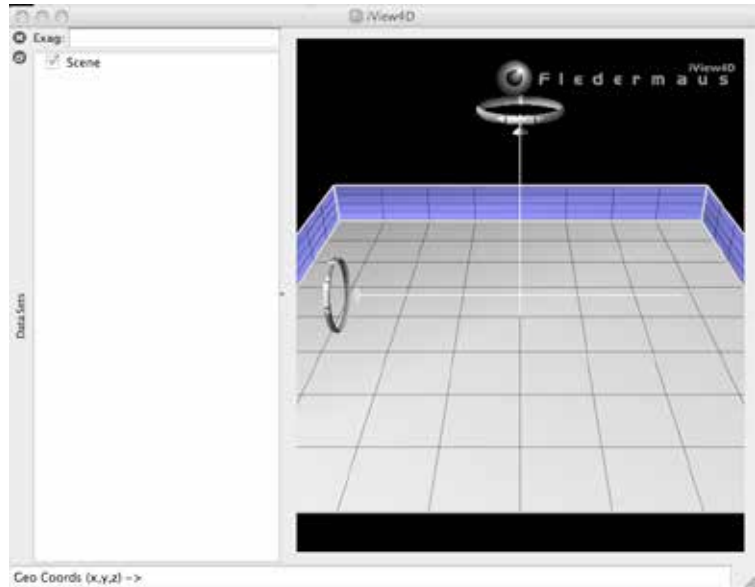 iView4D
Exag:
Scene
iView4D
Fledermaus
Data Sets
Geo Coords (x,y,z) ->